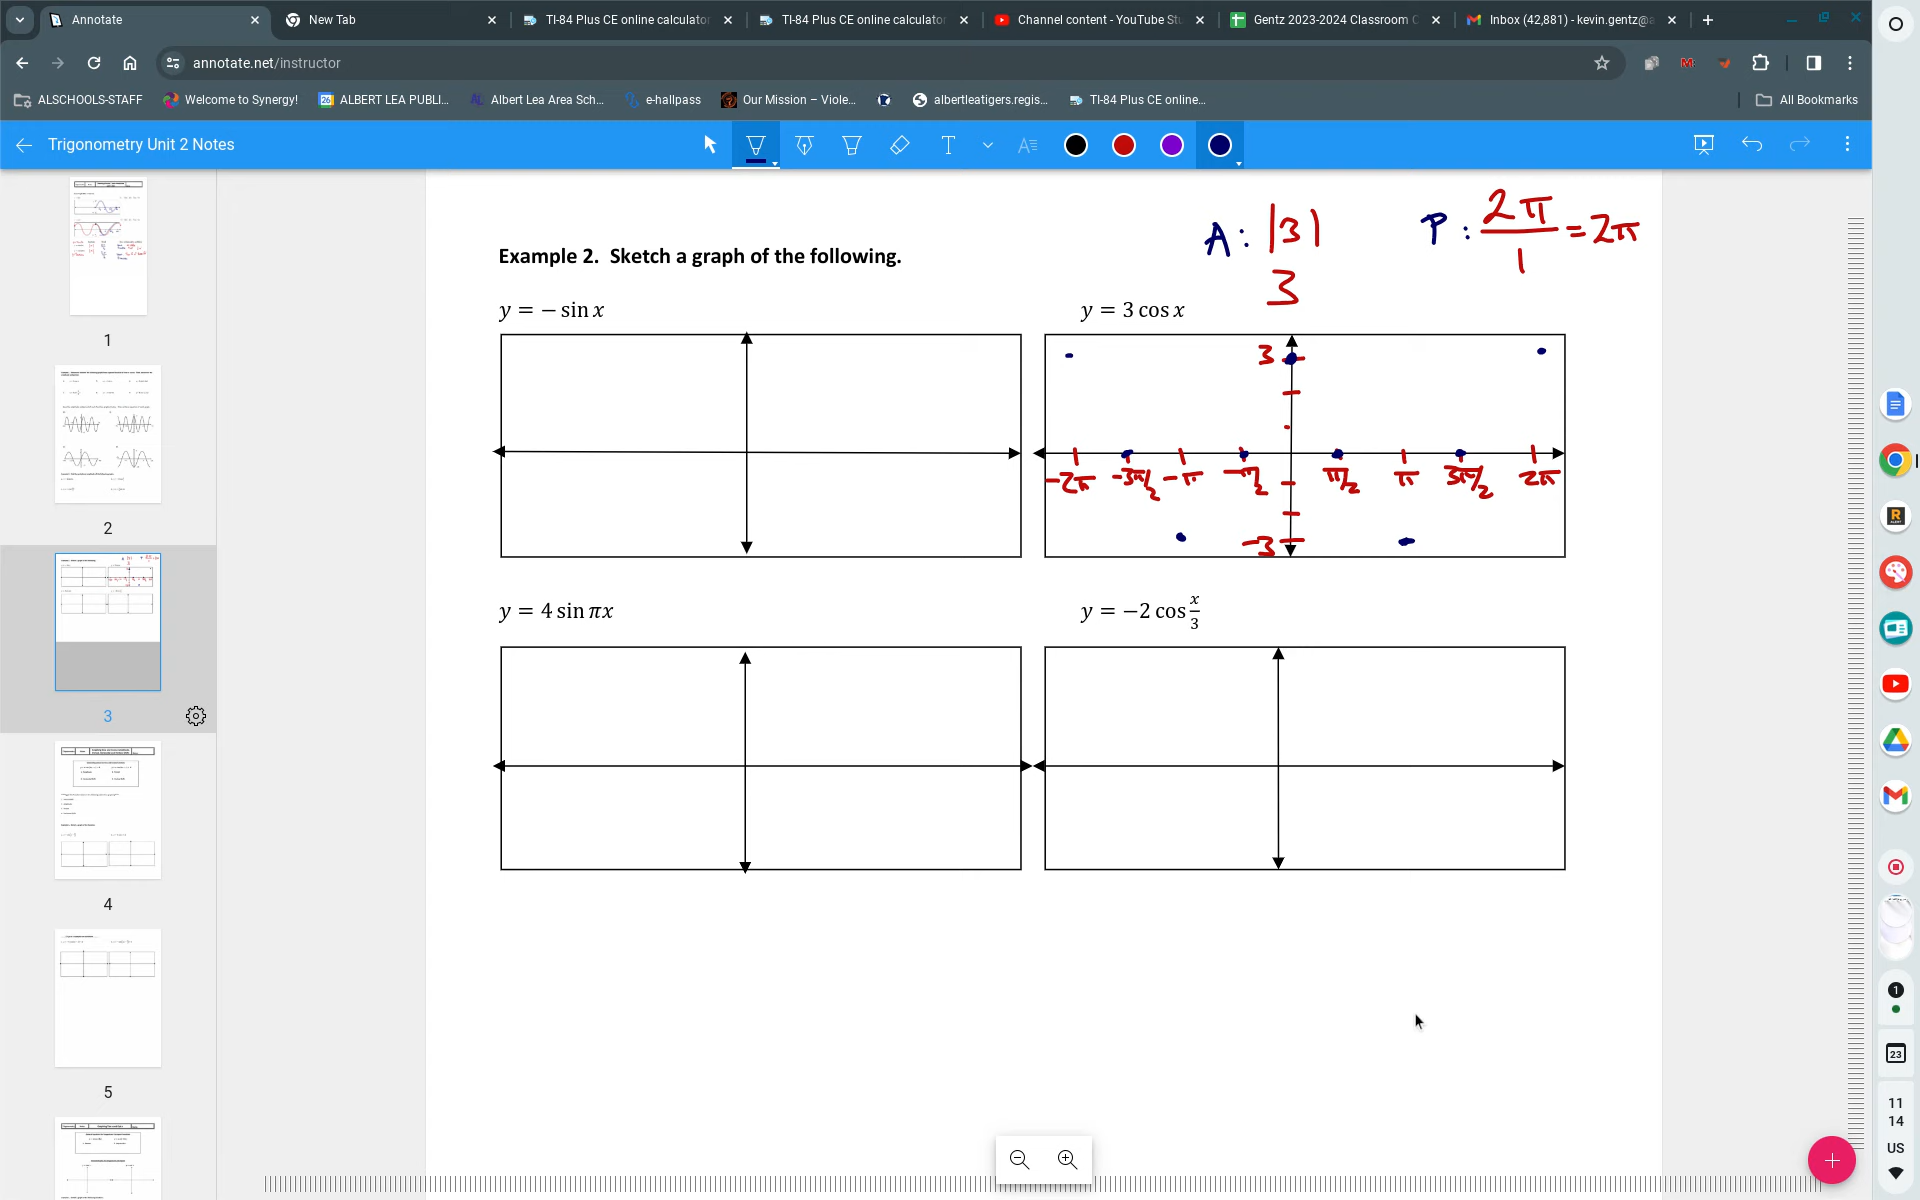 Annotate
New Tab
TI-84 Plus CE online calculator
TI-84 Plus CE online calculator
Channel content - YouTube Stu
Gentz 2023-2024 Classroom C
Inbox (42,881) - kevin.gentz@a
annotate.net/instructor
ALSCHOOLS-STAFF
Welcome to Synergy!
26
ALBERT LEA PUBLI...
Albert Lea Area Sch...
e-hallpass
Our Mission – Viole...
albertleatigers.regis...
TI-84 Plus CE online...
All Bookmarks
Trigonometry Unit 2 Notes
1
2
3
4
5
A: |3|
3
P: 2π/1 = 2π
Example 2. Sketch a graph of the following.
y = − sin x
y = 3 cos x
3
-2π -3π/2 -π -π/2 π/2 π 3π/2 2π
-3
y = 4 sin πx
y = −2 cos x/3
1
23
11
14
US